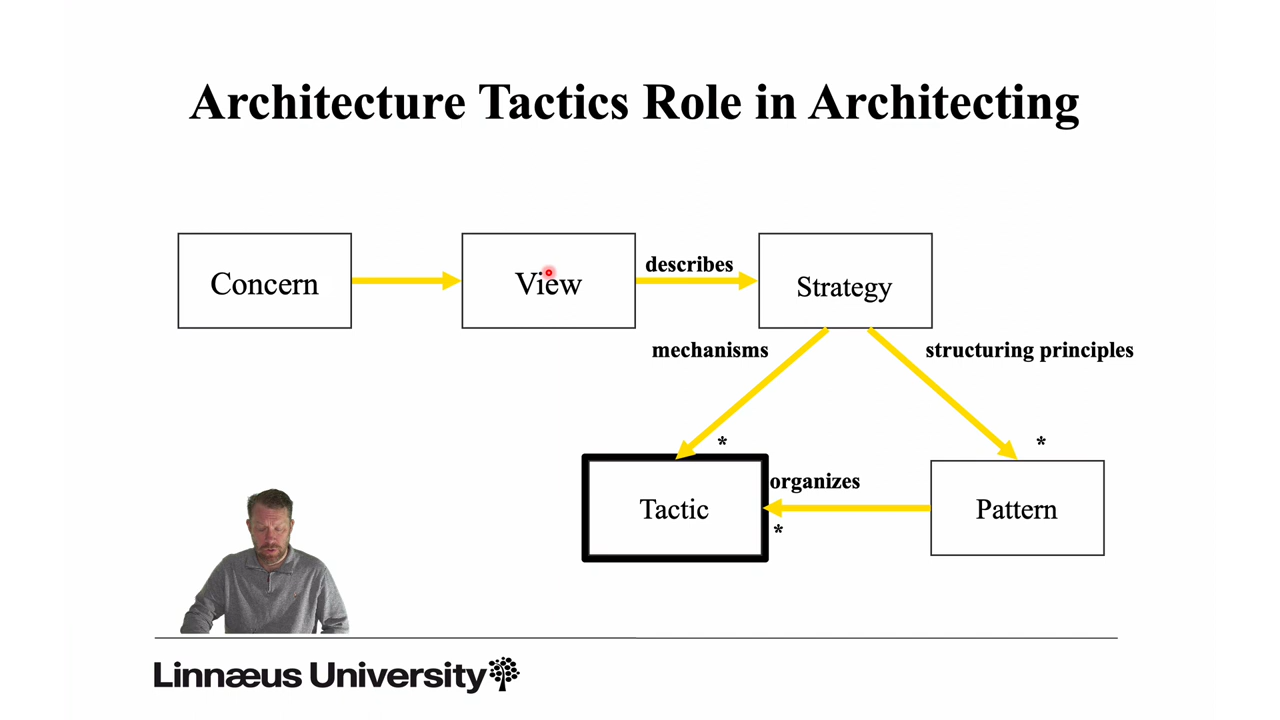 Architecture Tactics Role in Architecting
Concern
View
describes
Strategy
mechanisms
structuring principles
*
*
Tactic
organizes
*
Pattern
Linnæus University